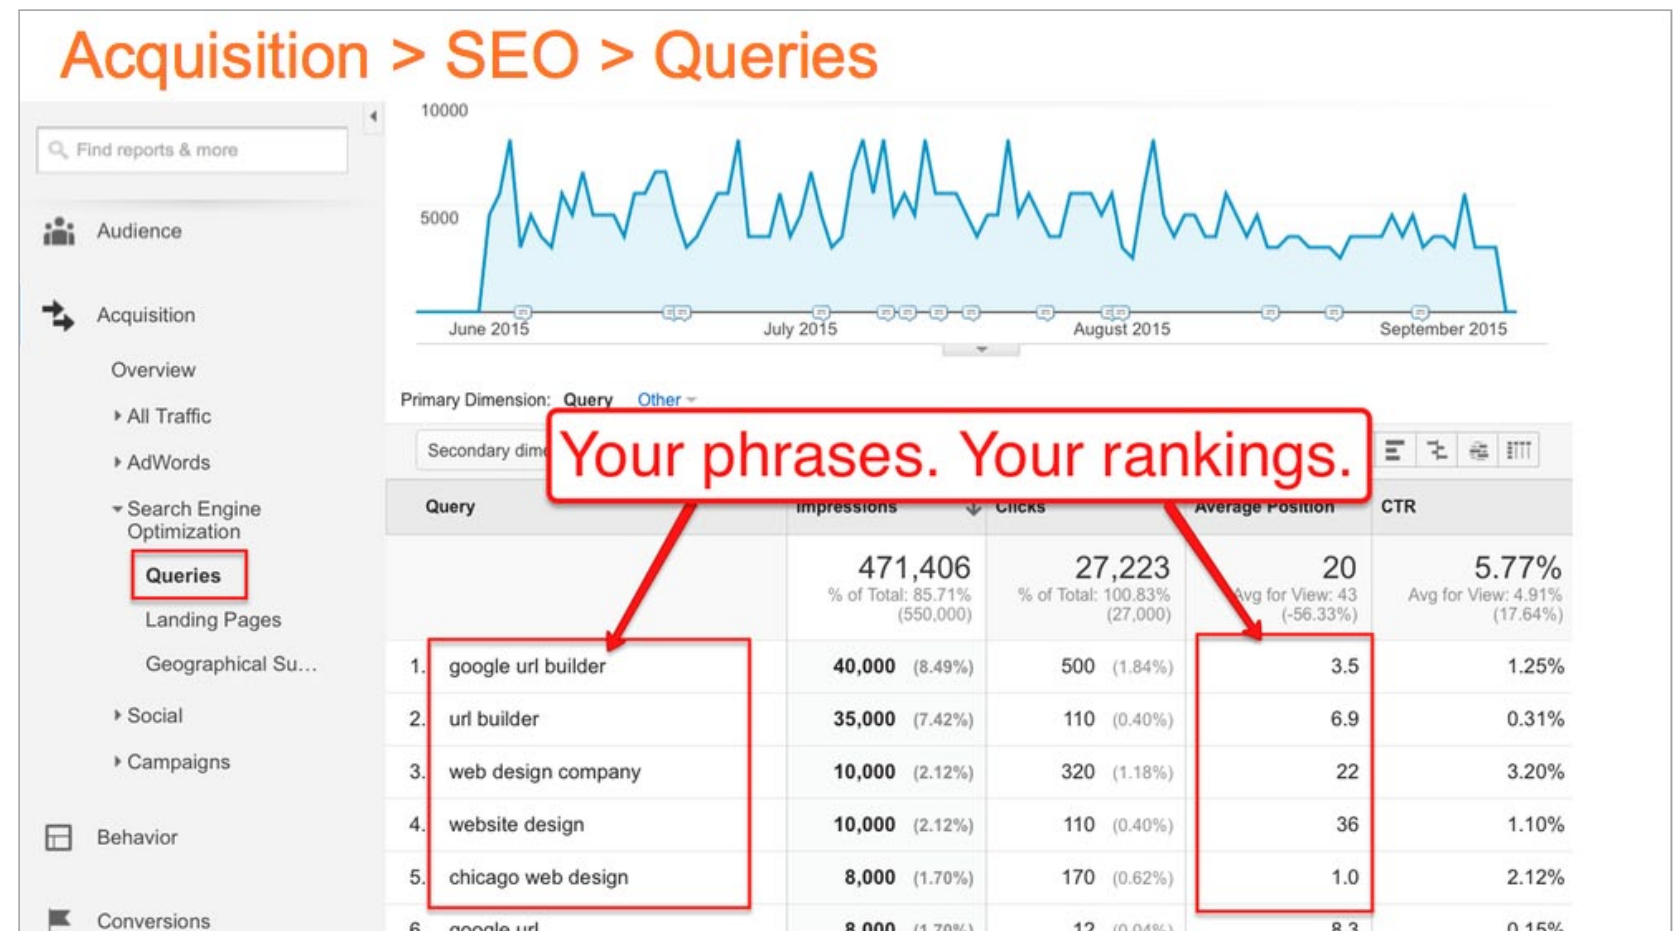 Acquisition > SEO > Queries
Find reports & more
Audience
Acquisition
Overview
All Traffic
AdWords
Search Engine
Optimization
Queries
Landing Pages
Geographical Su...
Social
Campaigns
Behavior
Conversions
10000
5000
June 2015 July 2015 August 2015 September 2015
Primary Dimension: Query Other
Secondary dime
Your phrases. Your rankings.
Query Impressions Clicks Average Position CTR
471,406 27,223 20 5.77%
% of Total: 85.71% % of Total: 100.83% Avg for View: 43 Avg for View: 4.91%
(550,000) (27,000) (-56.33%) (17.64%)
1. google url builder 40,000 (8.49%) 500 (1.84%) 3.5 1.25%
2. url builder 35,000 (7.42%) 110 (0.40%) 6.9 0.31%
3. web design company 10,000 (2.12%) 320 (1.18%) 22 3.20%
4. website design 10,000 (2.12%) 110 (0.40%) 36 1.10%
5. chicago web design 8,000 (1.70%) 170 (0.62%) 1.0 2.12%
6. google url 8,000 (1.70%) 12 (0.04%) 8.3 0.15%